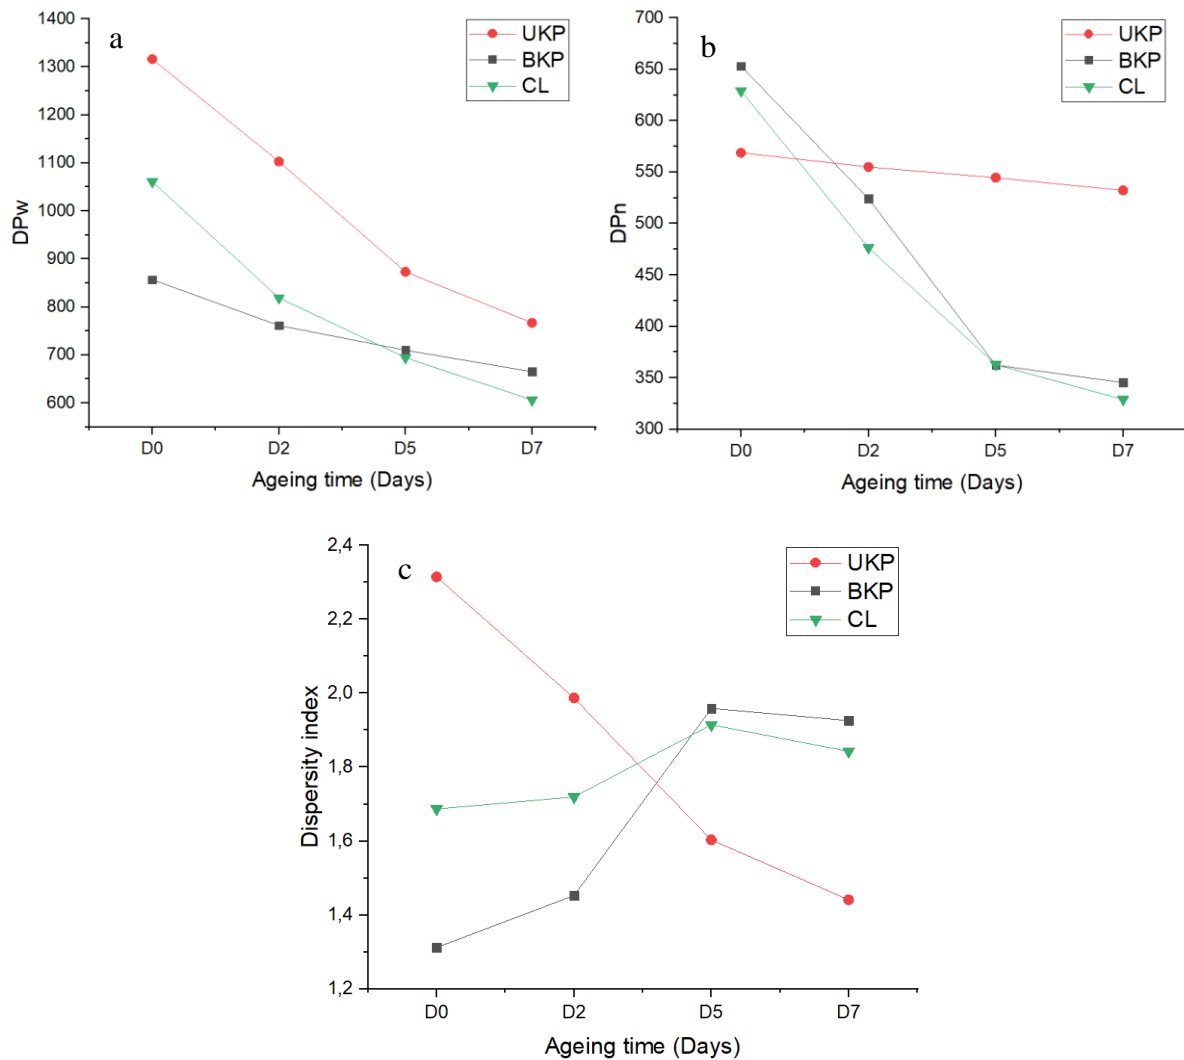 a
1400
1300
1200
1100
1000
900
800
700
600
DPw
D0 D2 D5 D7
Ageing time (Days)
UKP
BKP
CL
b
700
650
600
550
500
450
400
350
300
DPn
D0 D2 D5 D7
Ageing time (Days)
UKP
BKP
CL
c
2,4
2,2
2,0
1,8
1,6
1,4
1,2
Dispersity index
D0 D2 D5 D7
Ageing time (Days)
UKP
BKP
CL